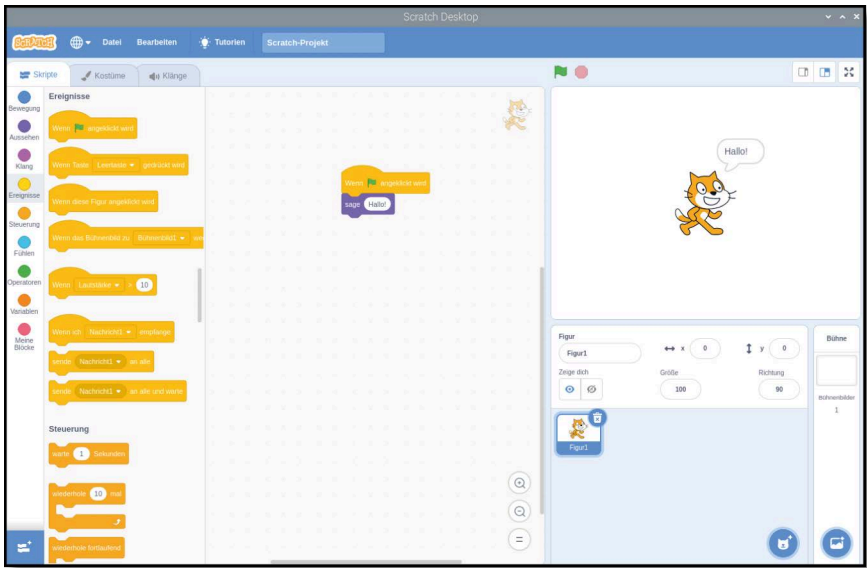 Scratch Desktop
SCRATCH
Datei Bearbeiten Tutorien Scratch-Projekt
Skripte Kostüme Klänge
Bewegung
Aussehen
Klang
Ereignisse
Steuerung
Fühlen
Operatoren
Variablen
Meine
Blöcke
Ereignisse
Wenn angeklickt wird
Wenn Taste Leertaste gedrückt wird
Wenn diese Figur angeklickt wird
Wenn das Bühnenbild zu Bühnenbild1
Wenn Lautstärke > 10
Wenn ich Nachricht1 empfange
sende Nachricht1 an alle
sende Nachricht1 an alle und warte
Steuerung
warte 1 Sekunden
wiederhole 10 mal
wiederhole fortlaufend
Wenn angeklickt wird
sage Hallo!
Hallo!
Figur
Figur1
x 0
y 0
Zeige dich
Größe
100
Richtung
90
Figur1
Bühne
Bühnenbilder
1